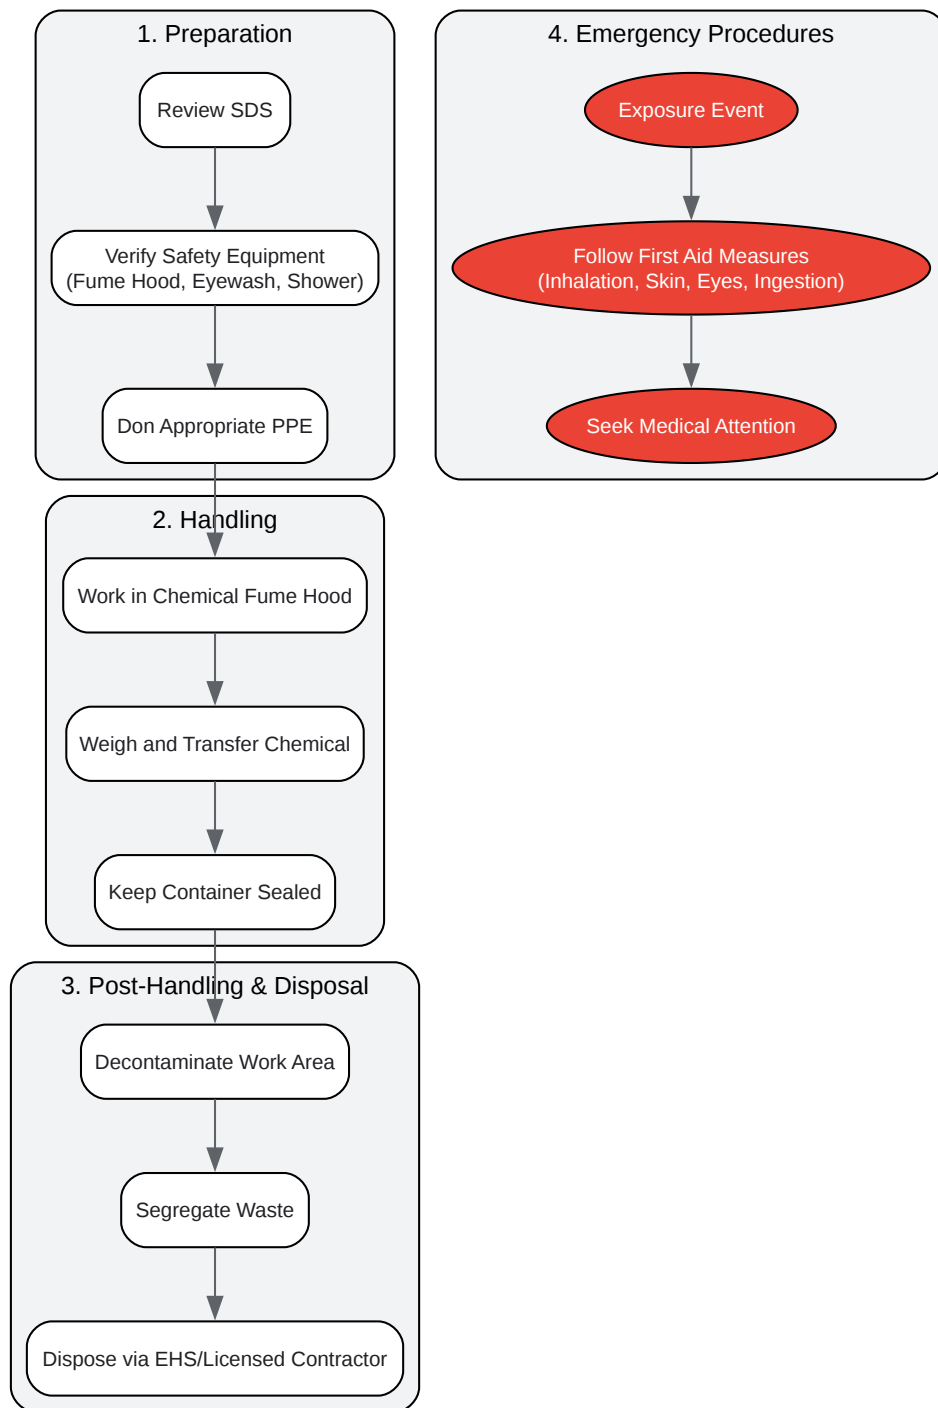 1. Preparation
Review SDS
Verify Safety Equipment
(Fume Hood, Eyewash, Shower)
Don Appropriate PPE
2. Handling
Work in Chemical Fume Hood
Weigh and Transfer Chemical
Keep Container Sealed
3. Post-Handling & Disposal
Decontaminate Work Area
Segregate Waste
Dispose via EHS/Licensed Contractor
4. Emergency Procedures
Exposure Event
Follow First Aid Measures
(Inhalation, Skin, Eyes, Ingestion)
Seek Medical Attention